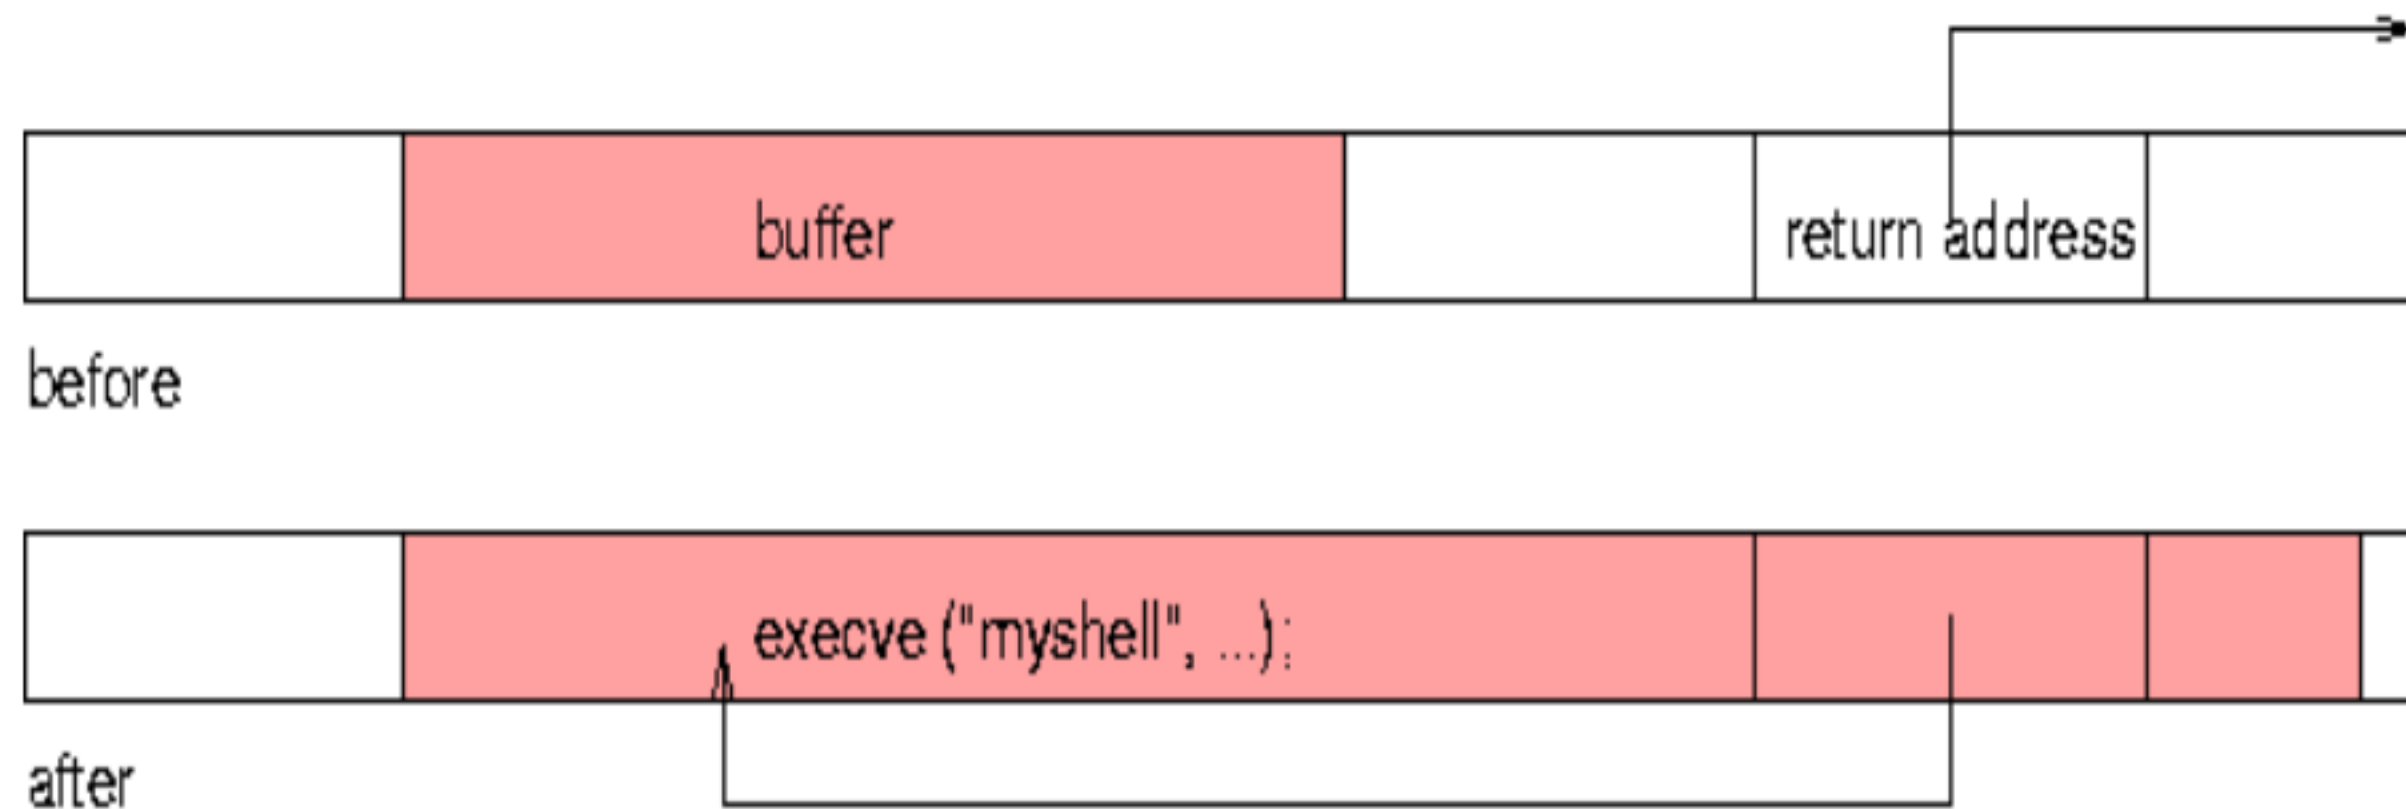 buffer
return address
before
execve ("myshell", ...);
after